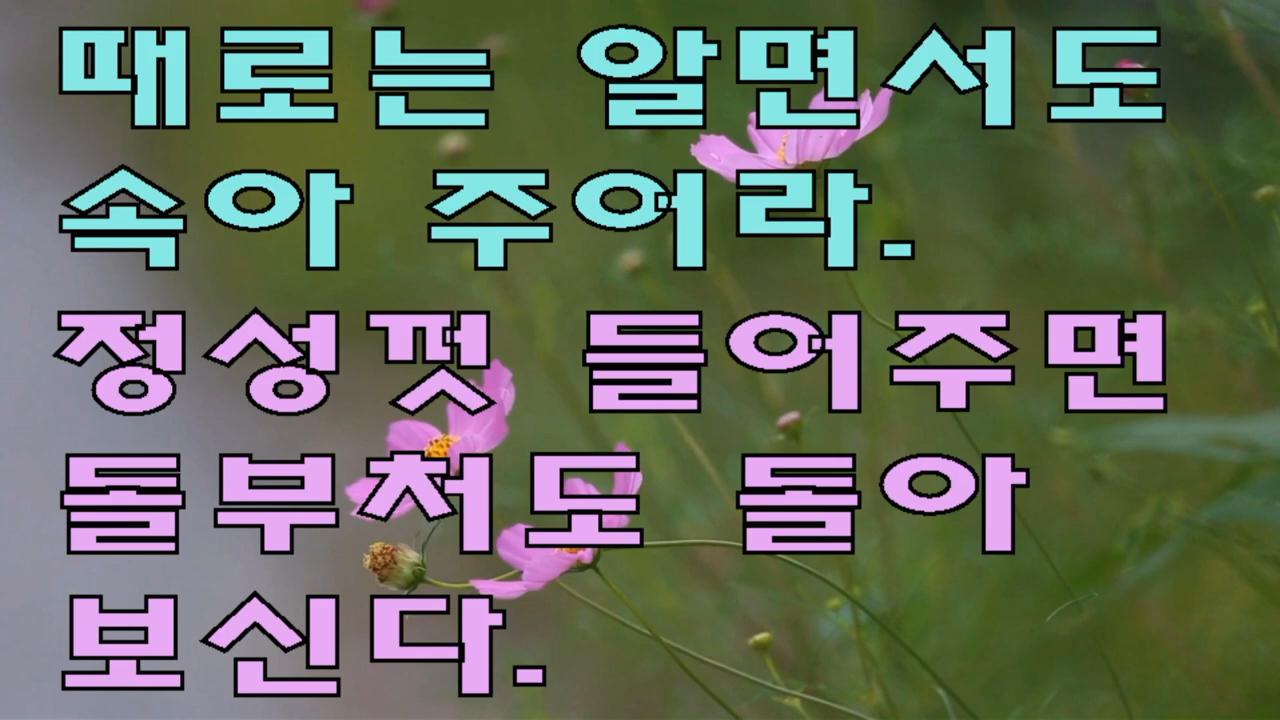 때로는 알면서도
속아 주어라.
정성껏 들어주면
돌부처도 돌아
보신다.